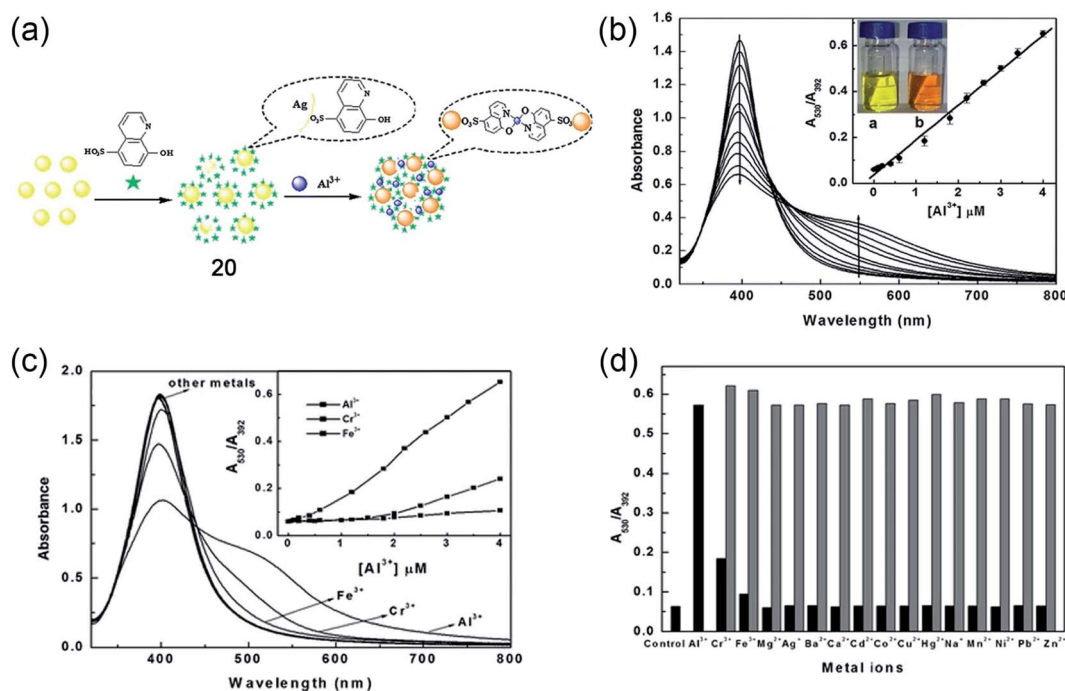 (a)
HO₃S
N
OH
Ag
O₃S
N
OH
Al³⁺
O₂S
O
N
N
O
SO₂
20
(b)
Absorbance
1.6
1.4
1.2
1.0
0.8
0.6
0.4
0.2
0.0
400 500 600 700 800
Wavelength (nm)
A₅₃₀/A₃₉₂
0.6
0.4
0.2
0.0
0 1 2 3 4
[Al³⁺] μM
a b
(c)
Absorbance
2.0
1.5
1.0
0.5
0.0
400 500 600 700 800
Wavelength (nm)
other metals
Fe³⁺
Cr³⁺
Al³⁺
A₅₃₀/A₃₉₂
0.6
0.4
0.2
0.0
0 1 2 3 4
[Al³⁺] μM
Al³⁺
Cr³⁺
Fe³⁺
(d)
A₅₃₀/A₃₉₂
0.6
0.5
0.4
0.3
0.2
0.1
0.0
Control Al³⁺ Cr³⁺ Fe³⁺ Mg²⁺ Ag⁺ Ba²⁺ Ca²⁺ Cd²⁺ Co²⁺ Cu²⁺ Hg²⁺ Na⁺ Mn²⁺ Ni²⁺ Pb²⁺ Zn²⁺
Metal ions